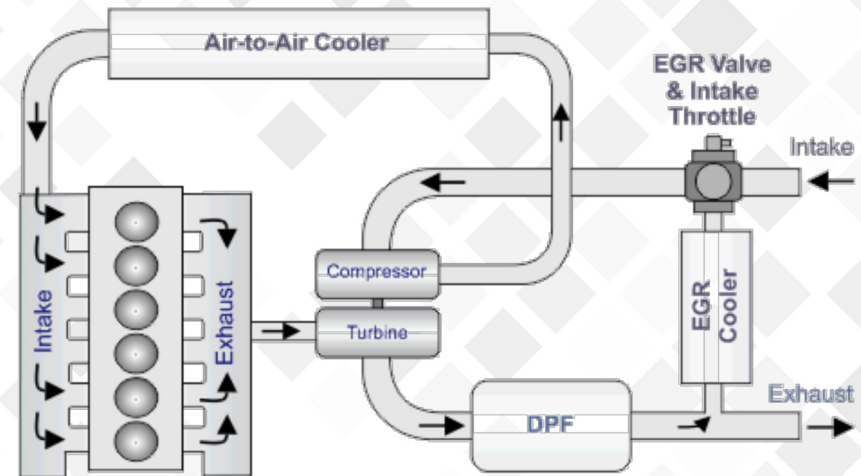 Air-to-Air Cooler
EGR Valve
& Intake
Throttle
Intake
Compressor
Turbine
Intake
Exhaust
EGR
Cooler
DPF
Exhaust